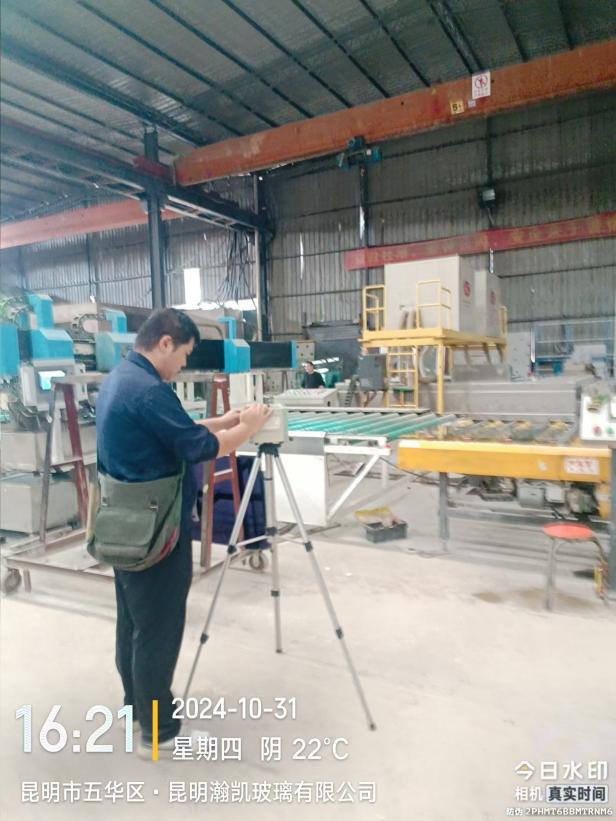 16:21
2024-10-31
星期四 阴 22℃
昆明市五华区·昆明瀚凯玻璃有限公司
今日水印
相机 真实时间
防伪 2PHMT6BBMTRNM6